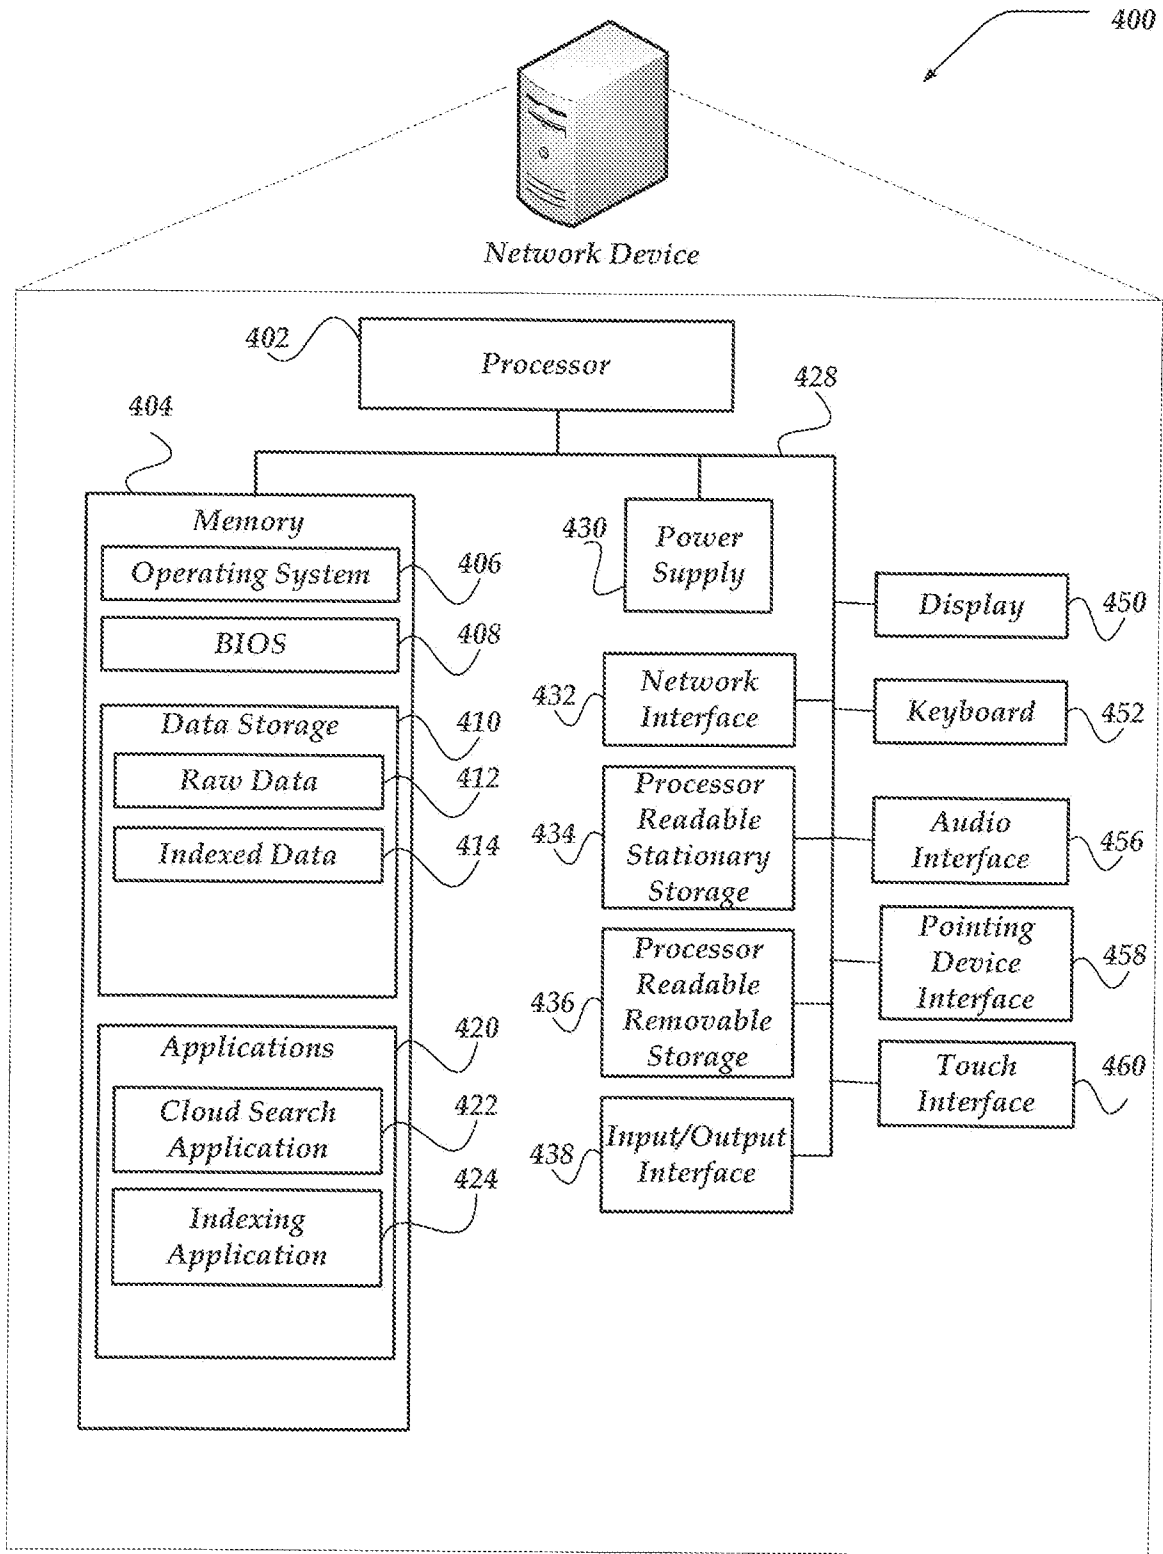 400
Network Device
402
Processor
428
404
Memory
Operating System
406
BIOS
408
Data Storage
410
Raw Data
412
Indexed Data
414
Applications
420
Cloud Search
Application
422
424
Indexing
Application
430
Power
Supply
432
Network
Interface
434
Processor
Readable
Stationary
Storage
436
Processor
Readable
Removable
Storage
438
Input/Output
Interface
Display
450
Keyboard
452
Audio
Interface
456
Pointing
Device
Interface
458
Touch
Interface
460